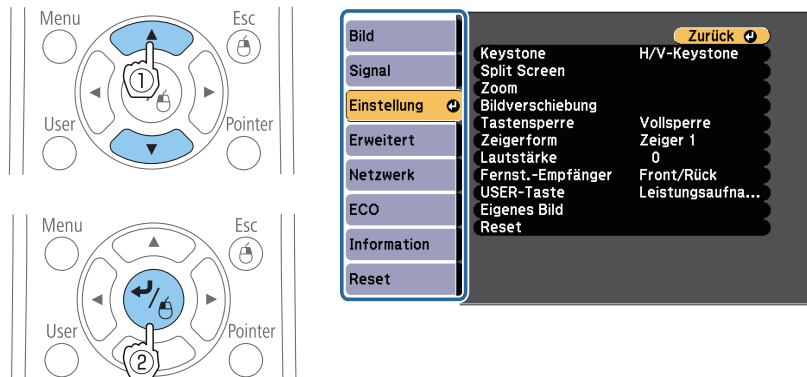 Menu Esc
①
User Pointer
Menu Esc
User Pointer
②
Bild
Signal
Einstellung
Erweitert
Netzwerk
ECO
Information
Reset
Zurück
Keystone H/V-Keystone
Split Screen
Zoom
Bildverschiebung
Tastensperre Vollsperre
Zeigerform Zeiger 1
Lautstärke 0
Fernst.-Empfänger Front/Rück
USER-Taste Leistungsaufna...
Eigenes Bild
Reset